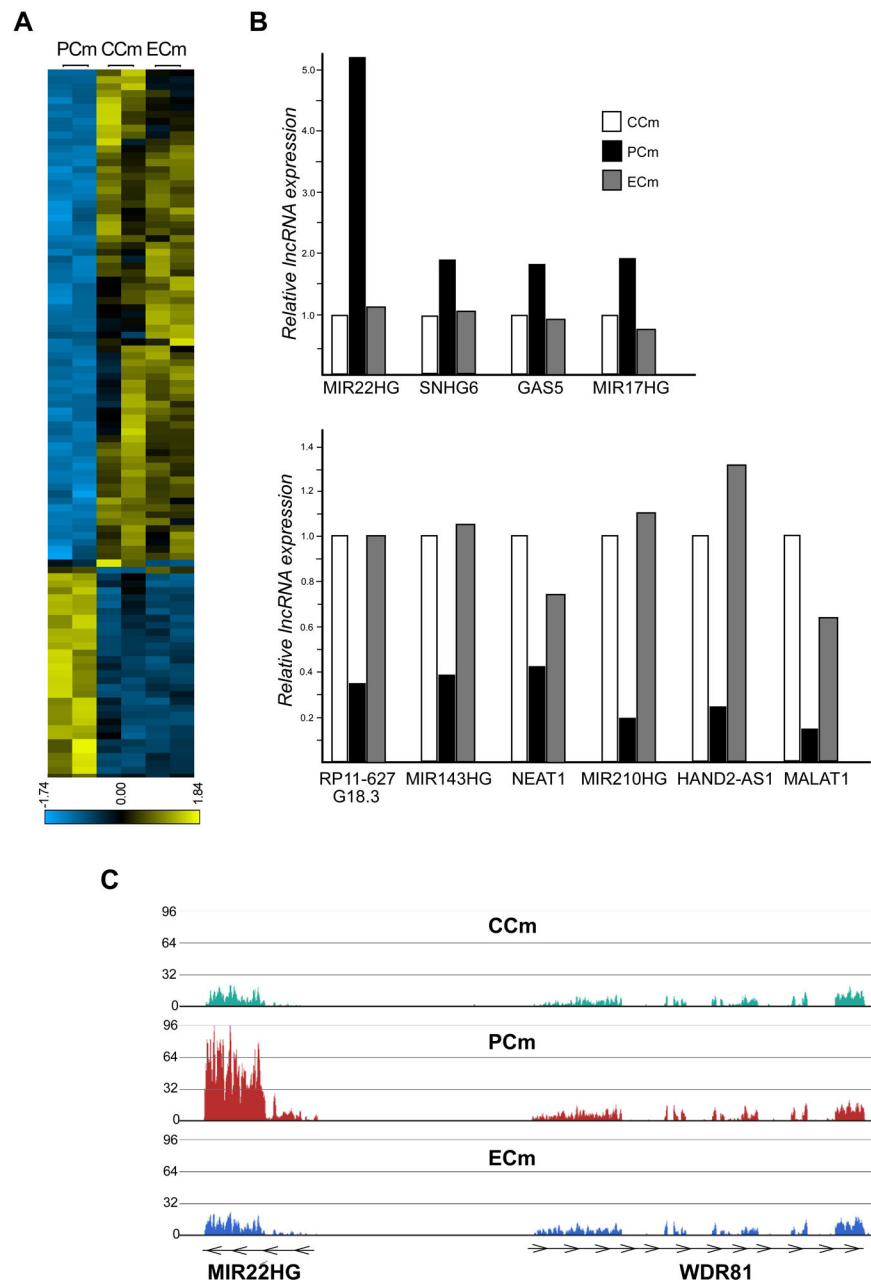 A
PCm CCm ECm
-1.74 0.00 1.84
B
Relative lncRNA expression
5.0
4.0
5.0
2.0
1.0
CCm
PCm
ECm
MIR22HG SNHG6 GAS5 MIR17HG
Relative lncRNA expression
1.4
1.2
1.0
0.8
0.6
0.4
0.2
RP11-627 MIR143HG NEAT1 MIR210HG HAND2-AS1 MALAT1
G18.3
C
CCm
96
64
32
0
PCm
96
64
32
0
ECm
96
64
32
0
MIR22HG WDR81